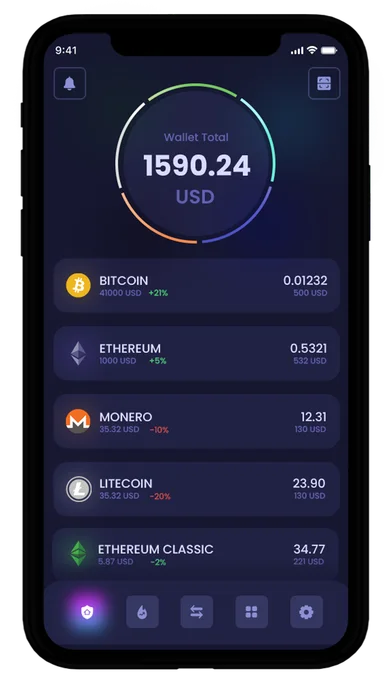 9:41
Wallet Total
1590.24
USD
BITCOIN 0.01232
41000 USD +21% 500 USD
ETHEREUM 0.5321
1000 USD +5% 532 USD
MONERO 12.31
35.32 USD -10% 130 USD
LITECOIN 23.90
35.32 USD -20% 130 USD
ETHEREUM CLASSIC 34.77
5.87 USD -2% 221 USD